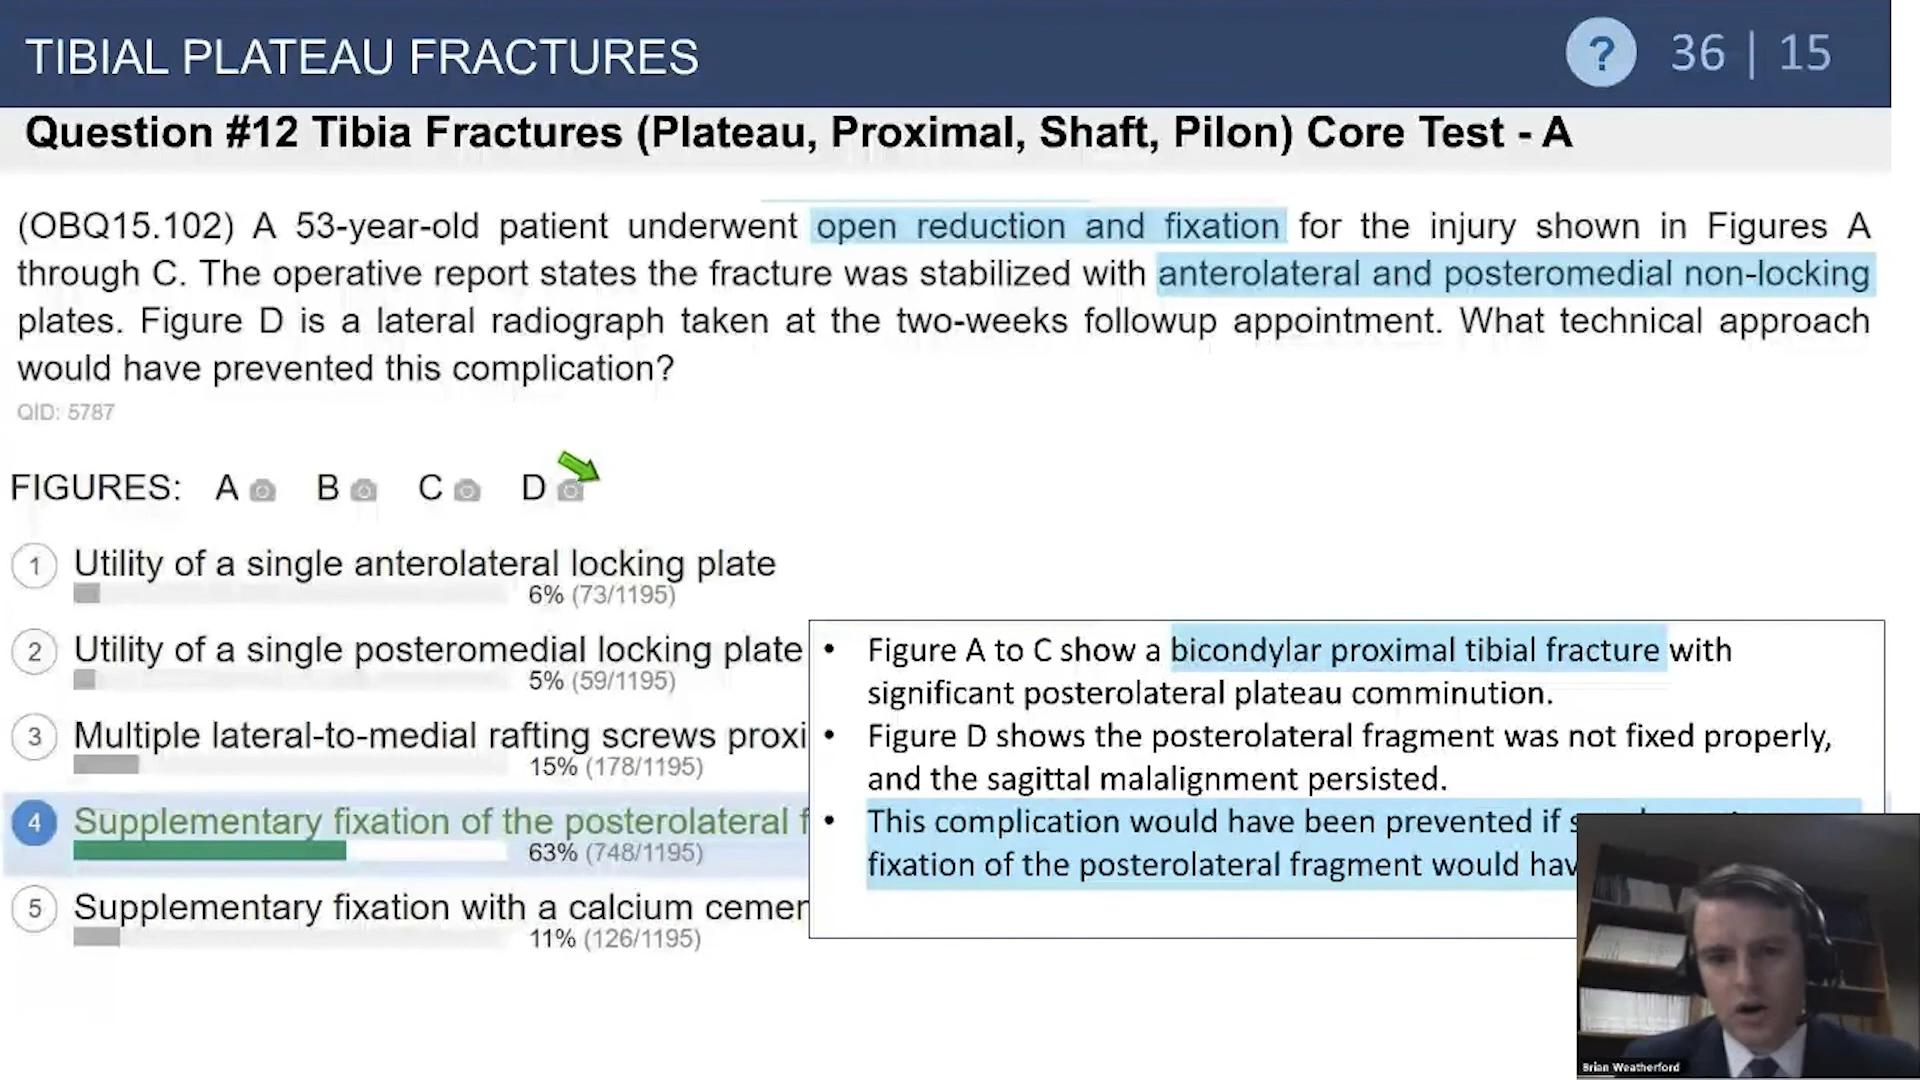 TIBIAL PLATEAU FRACTURES
? 36 | 15
Question #12 Tibia Fractures (Plateau, Proximal, Shaft, Pilon) Core Test - A
(OBQ15.102) A 53-year-old patient underwent open reduction and fixation for the injury shown in Figures A
through C. The operative report states the fracture was stabilized with anterolateral and posteromedial non-locking
plates. Figure D is a lateral radiograph taken at the two-weeks followup appointment. What technical approach
would have prevented this complication?
QID: 5787
FIGURES: A B C D
1 Utility of a single anterolateral locking plate
6% (73/1195)
2 Utility of a single posteromedial locking plate
5% (59/1195)
3 Multiple lateral-to-medial rafting screws proxi
15% (178/1195)
4 Supplementary fixation of the posterolateral f
63% (748/1195)
5 Supplementary fixation with a calcium cemen
11% (126/1195)
• Figure A to C show a bicondylar proximal tibial fracture with
significant posterolateral plateau comminution.
• Figure D shows the posterolateral fragment was not fixed properly,
and the sagittal malalignment persisted.
• This complication would have been prevented if
fixation of the posterolateral fragment would hav
Brian Weatherford